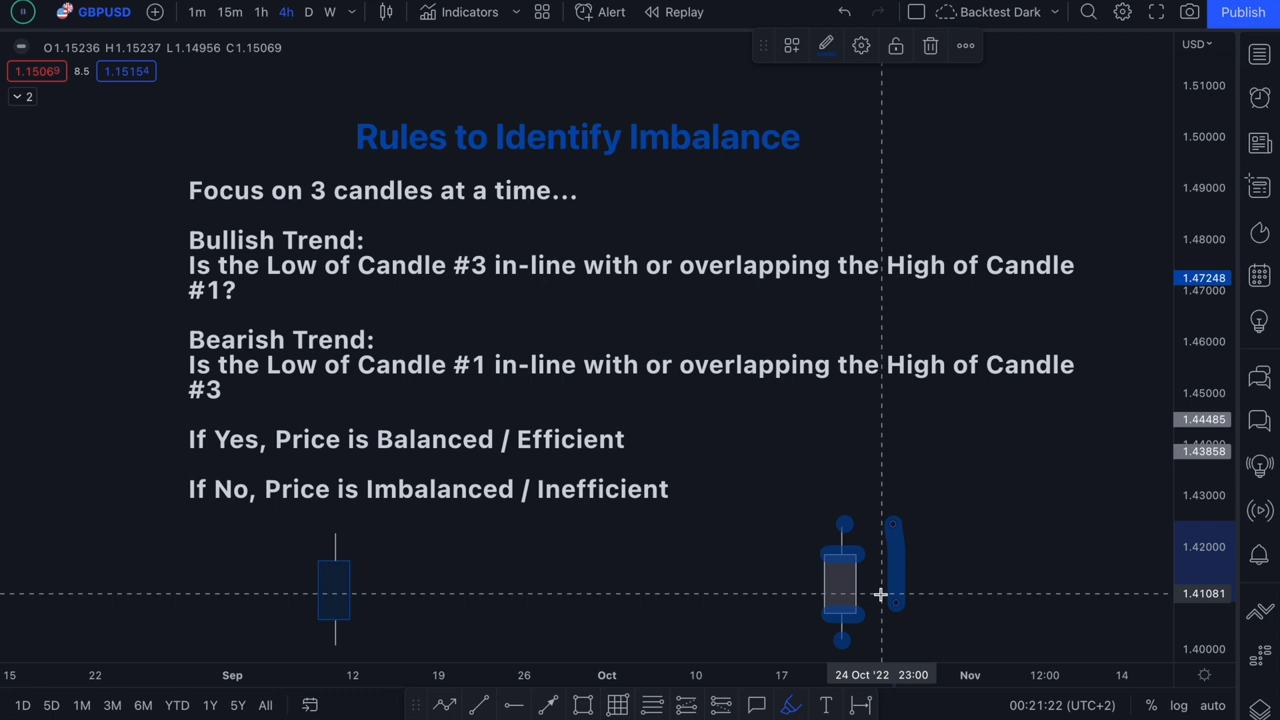 GBPUSD 1m 15m 1h 4h D W Indicators Alert Replay Backtest Dark Publish
O1.15236 H1.15237 L1.14956 C1.15069
1.15069 8.5 1.15154
2
USD
1.51000
Rules to Identify Imbalance
1.50000
Focus on 3 candles at a time...
1.49000
Bullish Trend:
1.48000
Is the Low of Candle #3 in-line with or overlapping the High of Candle
#1?
1.47248
1.47000
Bearish Trend:
1.46000
Is the Low of Candle #1 in-line with or overlapping the High of Candle
#3
1.45000
1.44485
If Yes, Price is Balanced / Efficient
1.44000
1.43858
If No, Price is Imbalanced / Inefficient
1.43000
1.42000
1.41081
1.40000
15 22 Sep 12 19 26 Oct 10 17 24 Oct '22 23:00 Nov 12:00 14
1D 5D 1M 3M 6M YTD 1Y 5Y All T 00:21:22 (UTC+2) % log auto